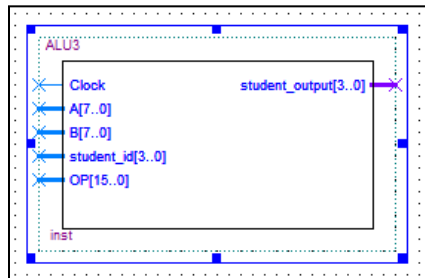 ALU3
Clock student_output[3..0]
A[7..0]
B[7..0]
student_id[3..0]
OP[15..0]
inst